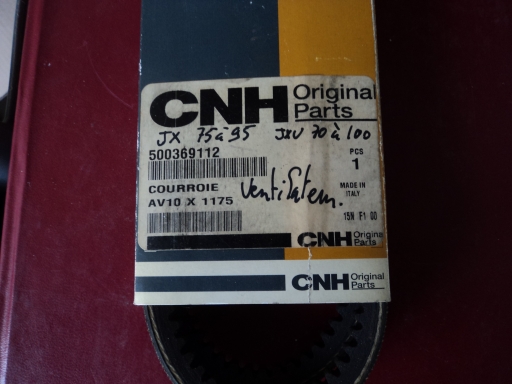 CNH Original Parts
JX 75 à 95 JXU 70 à 100
500369112 PCS
1
COURROIE ventilateur.
AV10 X 1175 MADE IN ITALY
15N F1 00
CNH Original Parts
CNH Original Parts